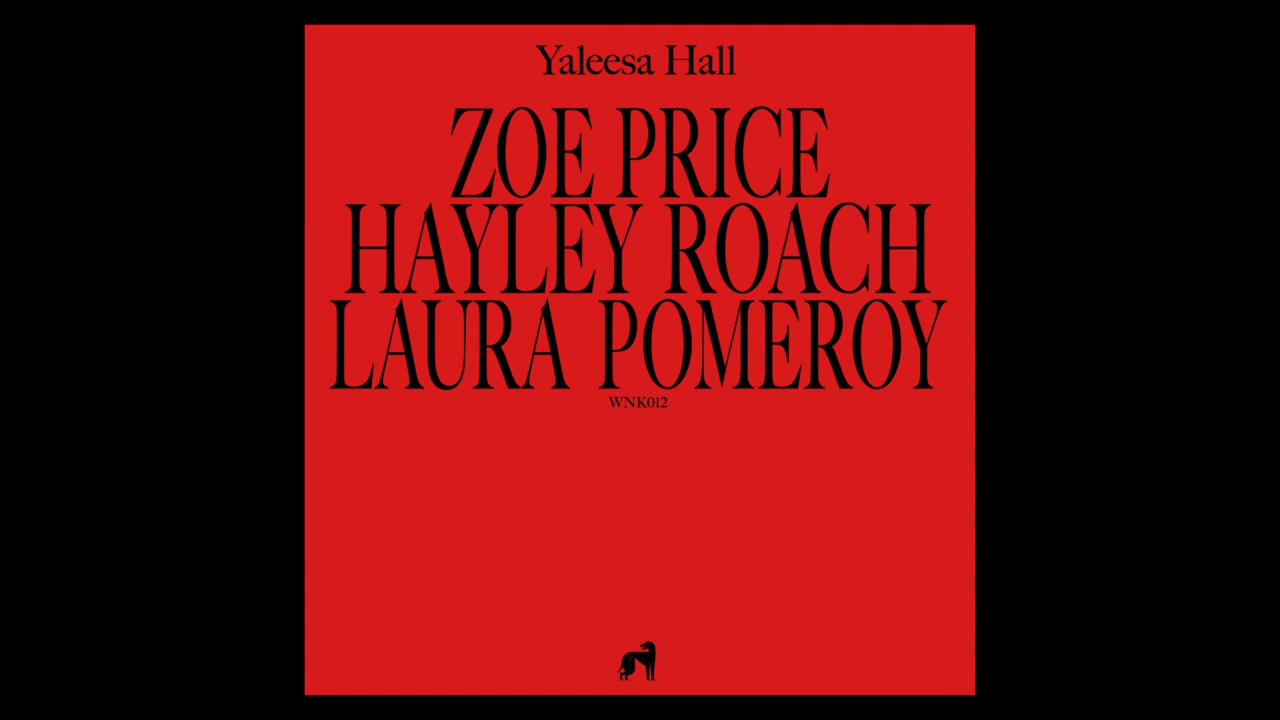 Yaleesa Hall
ZOE PRICE
HAYLEY ROACH
LAURA POMEROY
WNK012